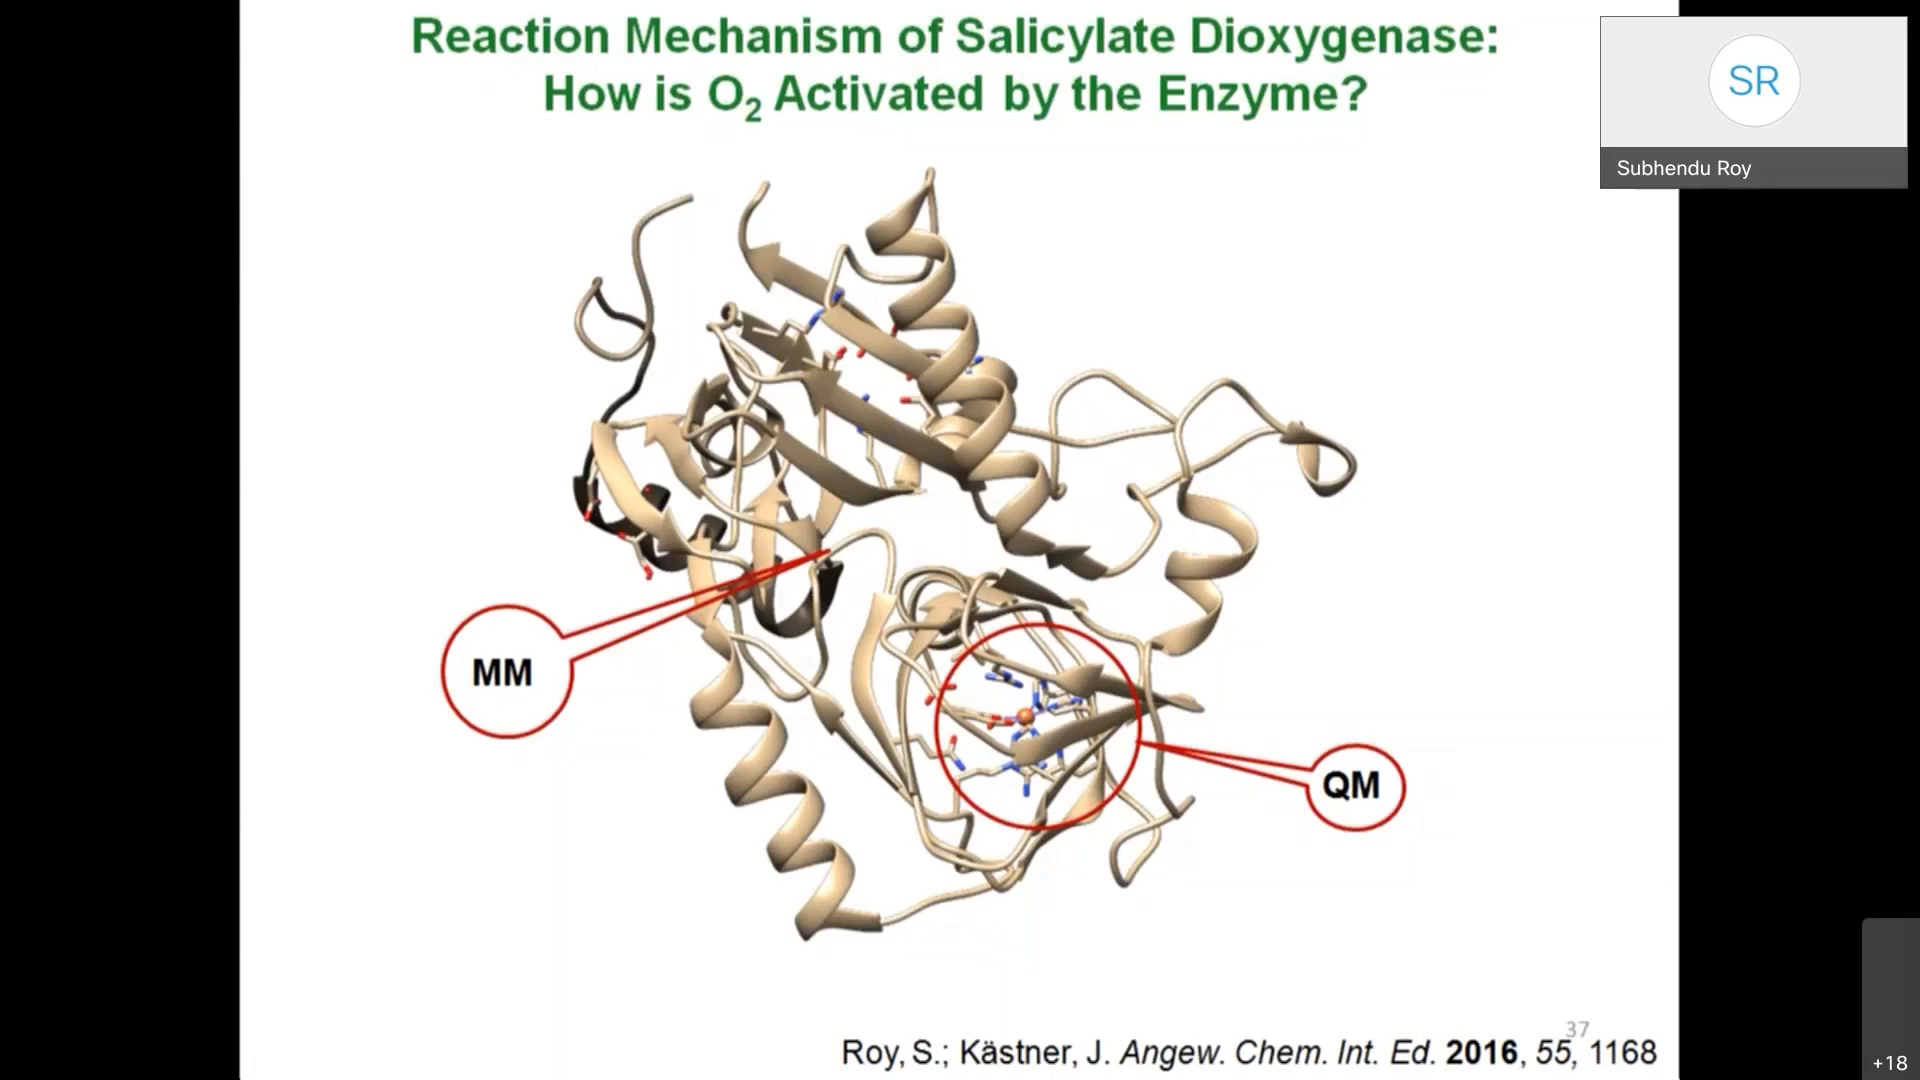 Reaction Mechanism of Salicylate Dioxygenase:
How is O₂ Activated by the Enzyme?
SR
Subhendu Roy
MM
QM
37
Roy, S.; Kästner, J. Angew. Chem. Int. Ed. 2016, 55, 1168
+18